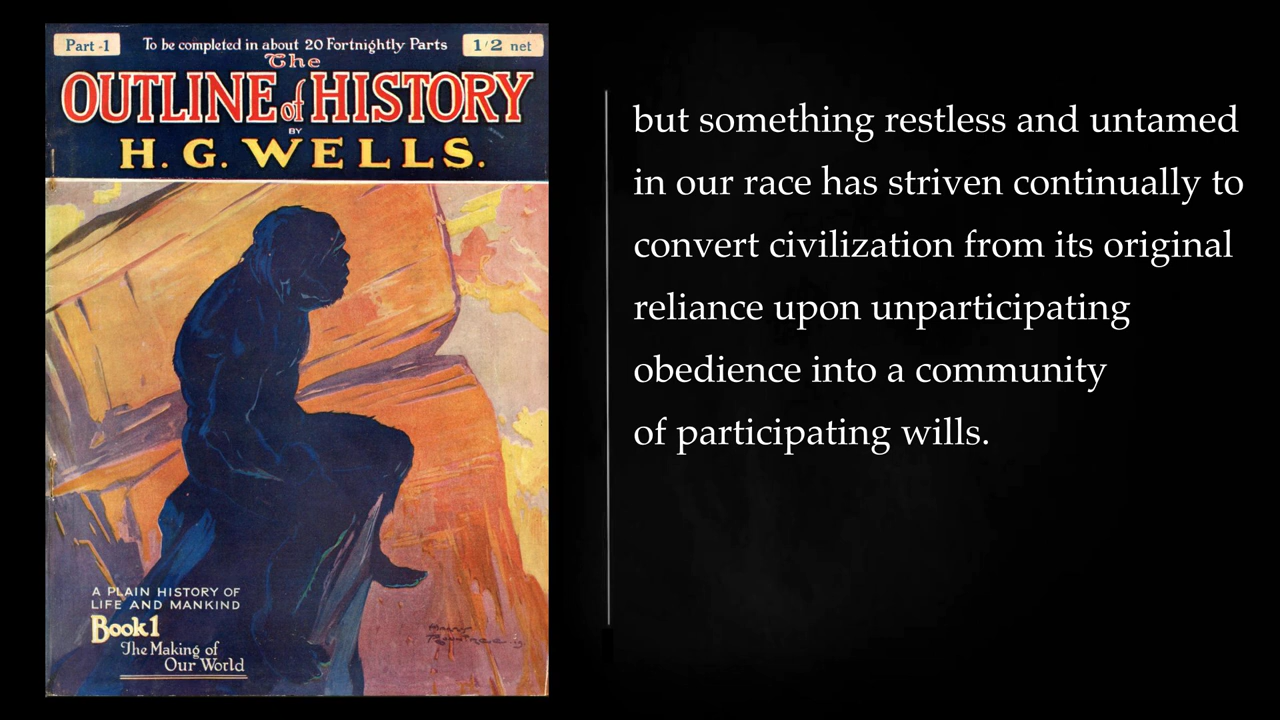 Part -1
To be completed in about 20 Fortnightly Parts
1/2 net
The
OUTLINE of HISTORY
BY
H. G. WELLS.
A PLAIN HISTORY OF
LIFE AND MANKIND
Book 1
The Making of
Our World
but something restless and untamed
in our race has striven continually to
convert civilization from its original
reliance upon unparticipating
obedience into a community
of participating wills.